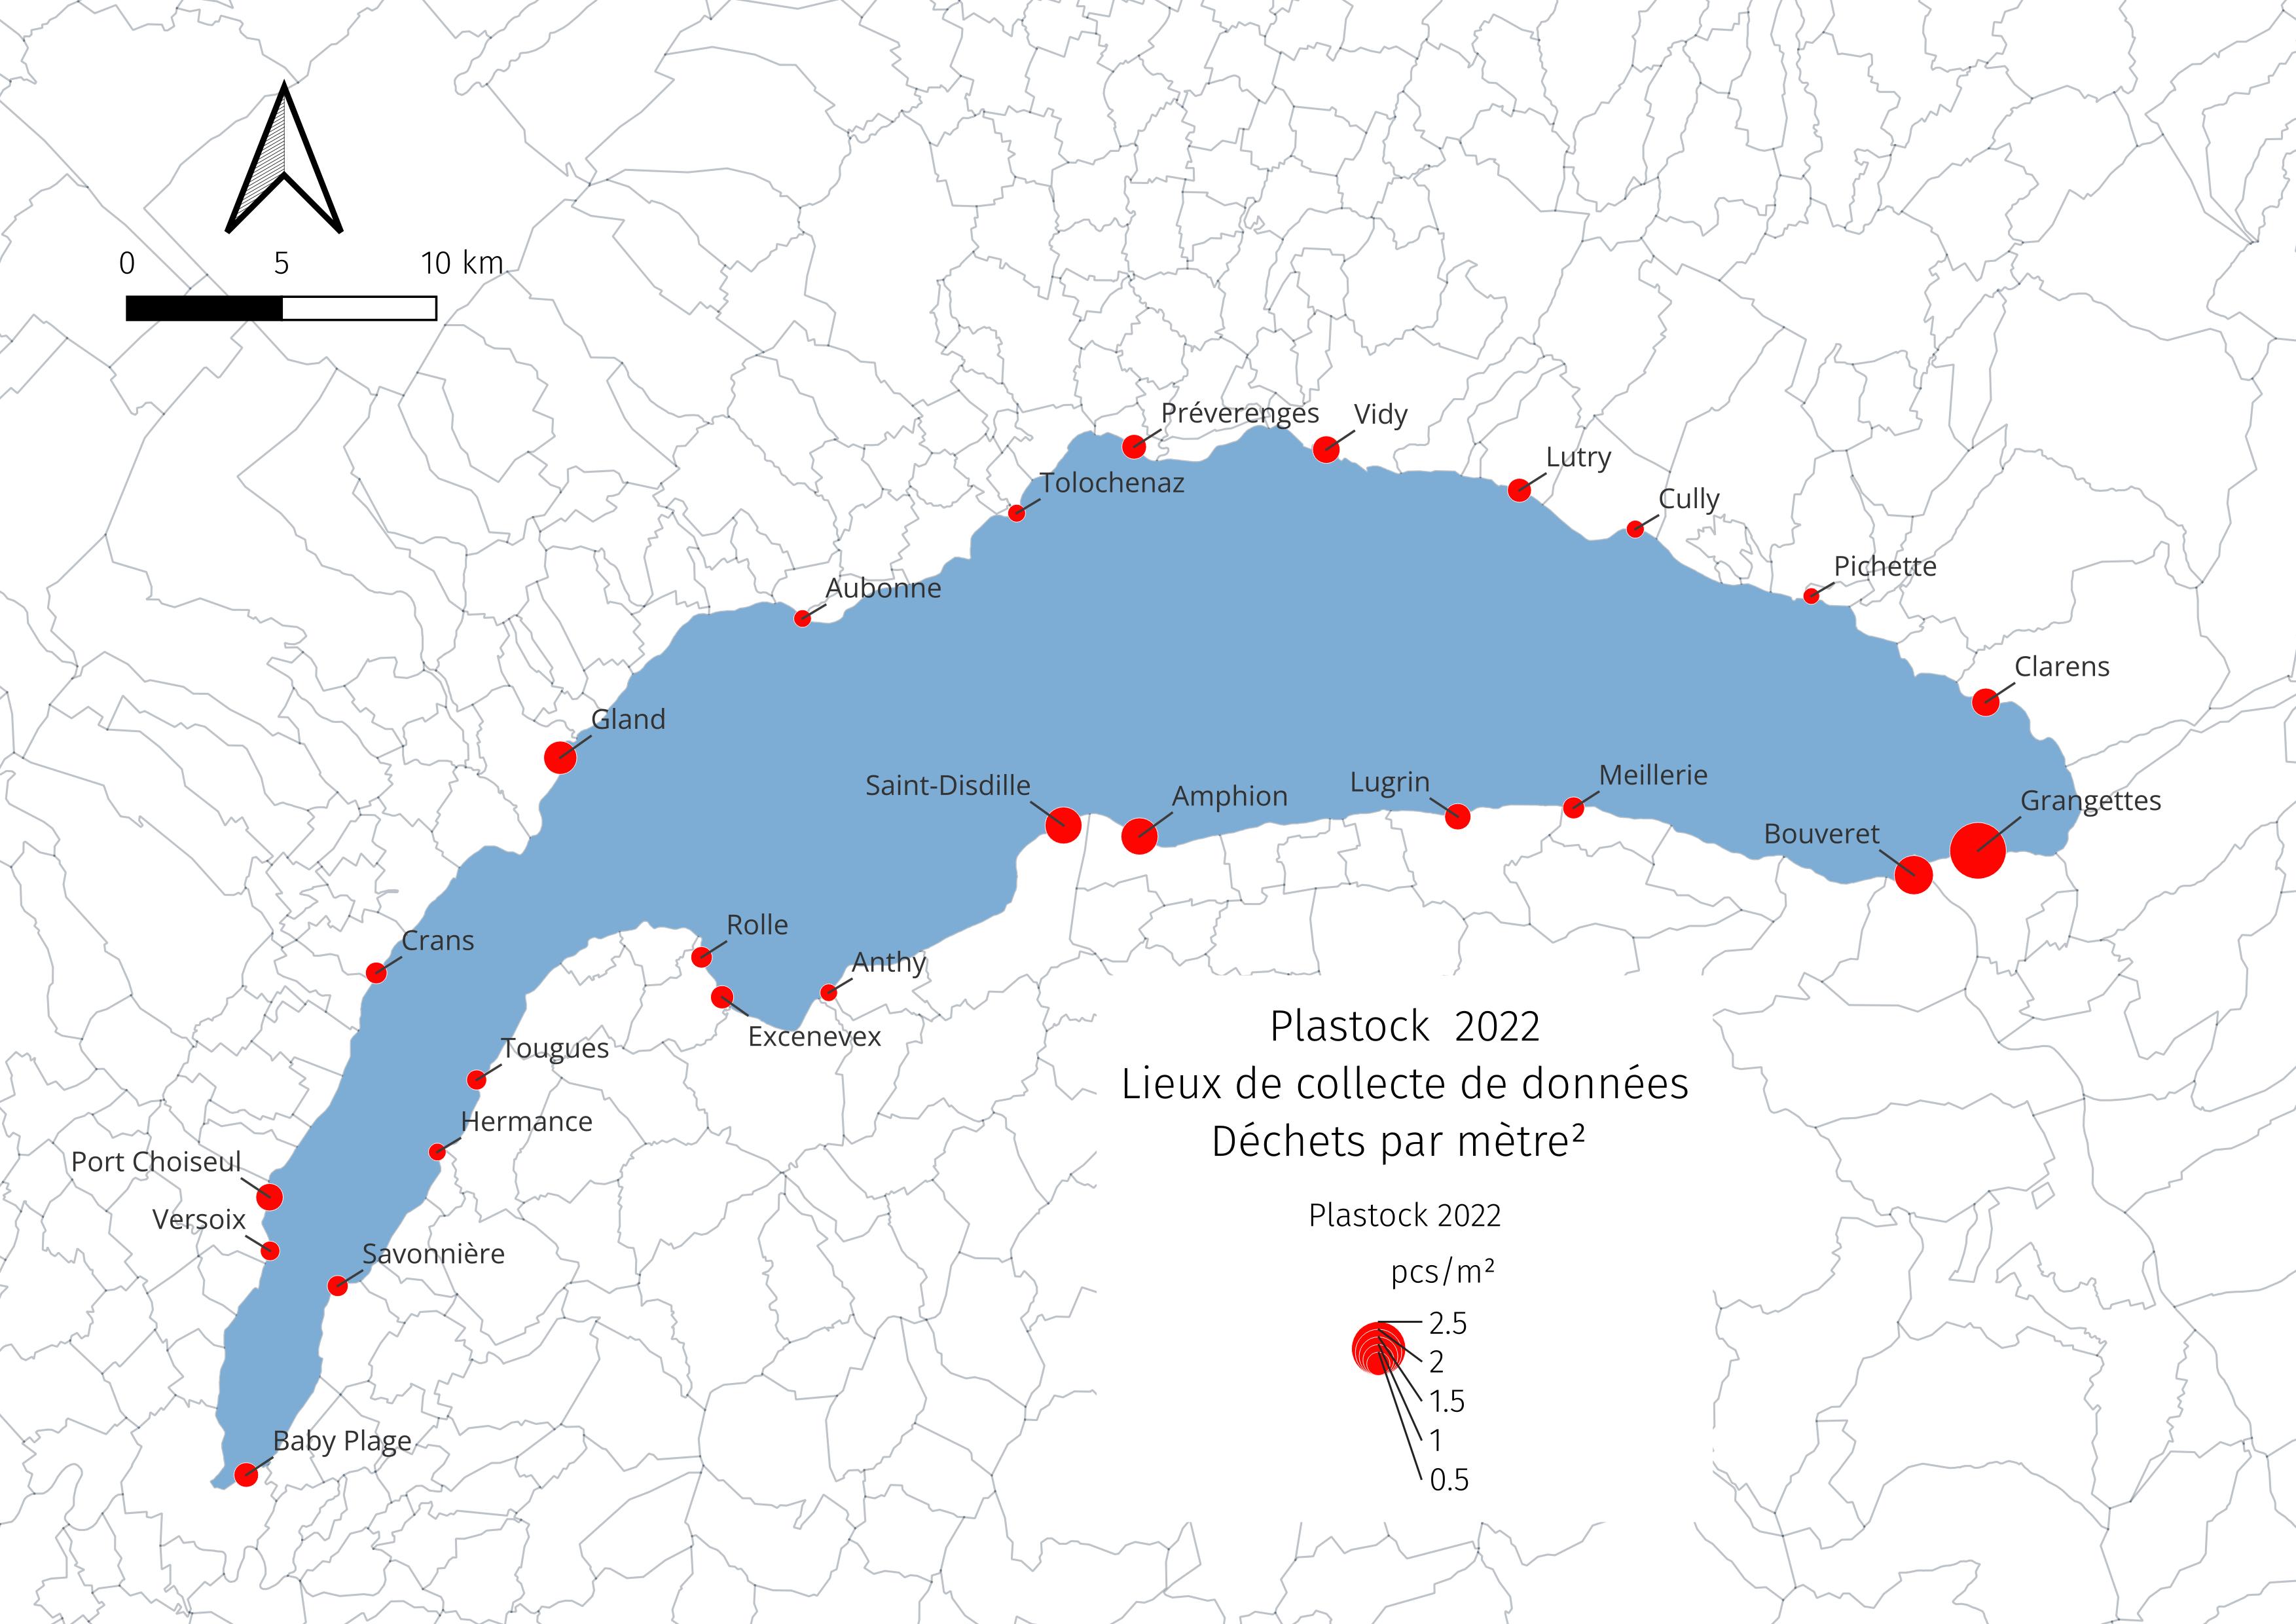 0 5 10 km
Préverenges
Vidy
Lutry
Tolochenaz
Cully
Pichette
Aubonne
Clarens
Gland
Saint-Disdille
Amphion
Lugrin
Meillerie
Grangettes
Bouveret
Rolle
Crans
Anthy
Excenevex
Tougues
Hermance
Port Choiseul
Versoix
Savonnière
Baby Plage
Plastock 2022
Lieux de collecte de données
Déchets par mètre²
Plastock 2022
pcs/m²
2.5
2
1.5
1
0.5